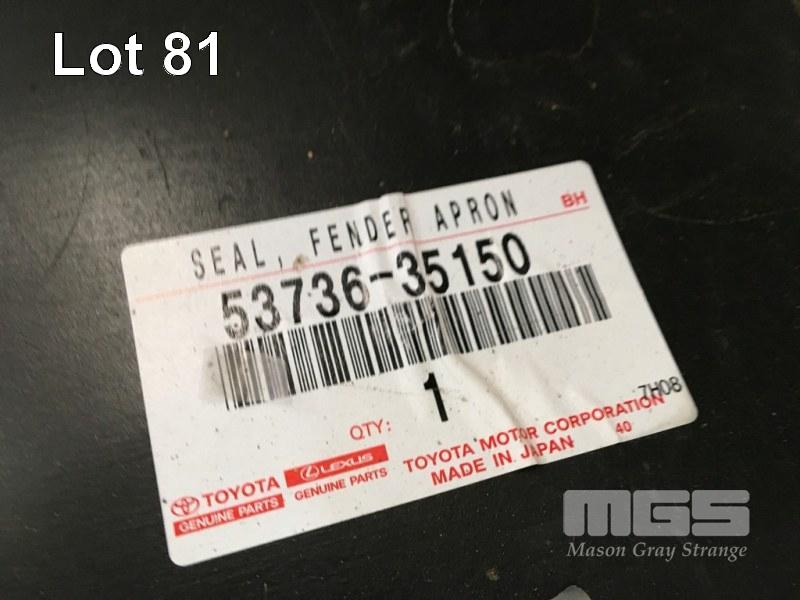 Lot 81
SEAL, FENDER APRON
BH
53736-35150
QTY: 1
7H08
TOYOTA MOTOR CORPORATION
MADE IN JAPAN 40
TOYOTA
GENUINE PARTS
LEXUS
GENUINE PARTS
MGS
Mason Gray Strange